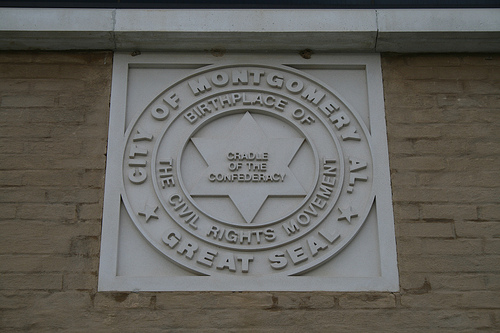 CITY OF MONTGOMERY AL.
BIRTHPLACE OF
CRADLE
OF THE
CONFEDERACY
THE CIVIL RIGHTS MOVEMENT
GREAT SEAL